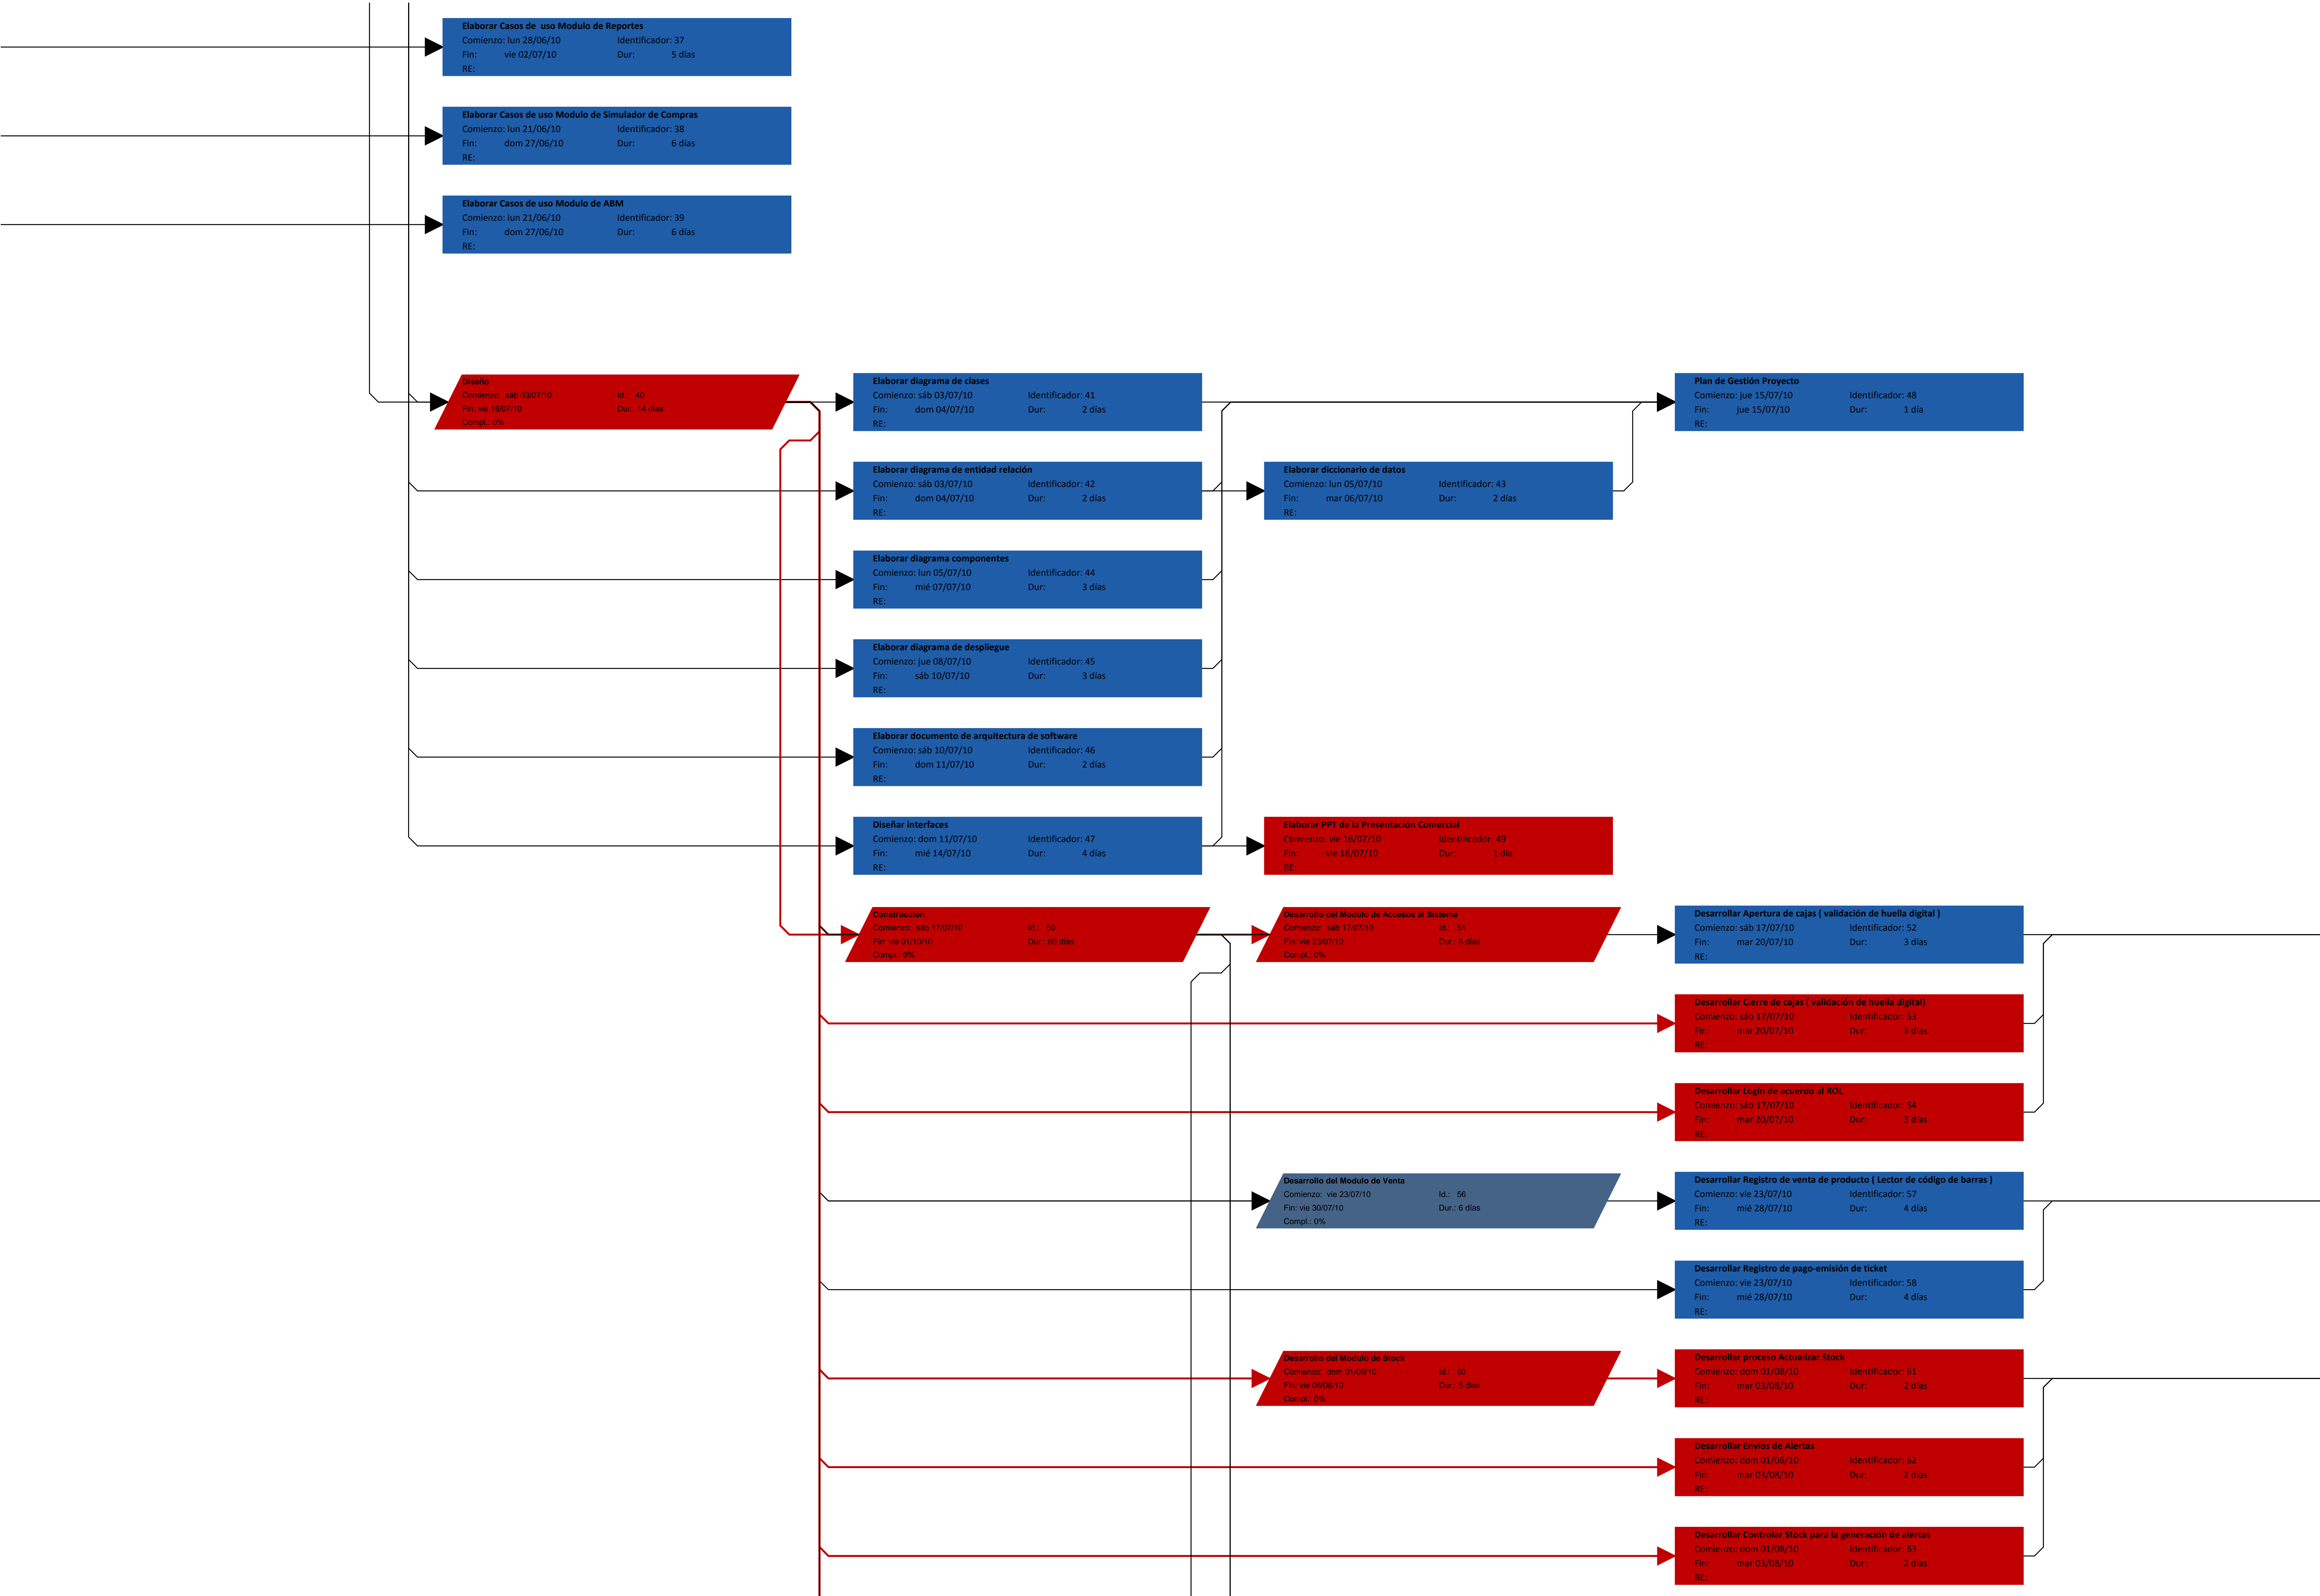 Elaborar Casos de  uso Modulo de Reportes
Comienzo: lun 28/06/10 Identificador: 37
Fin: vie 02/07/10 Dur: 5 días
RE:
Elaborar Casos de uso Modulo de Simulador de Compras
Comienzo: lun 21/06/10 Identificador: 38
Fin: dom 27/06/10 Dur: 6 días
RE:
Elaborar Casos de uso Modulo de ABM
Comienzo: lun 21/06/10 Identificador: 39
Fin: dom 27/06/10 Dur: 6 días
RE:
Diseño
Comienzo: sáb 03/07/10 Id.: 40
Fin: vie 16/07/10 Dur.: 14 días
Compl.: 0%
Elaborar diagrama de clases
Comienzo: sáb 03/07/10 Identificador: 41
Fin: dom 04/07/10 Dur: 2 días
RE:
Plan de Gestión Proyecto
Comienzo: jue 15/07/10 Identificador: 48
Fin: jue 15/07/10 Dur: 1 día
RE:
Elaborar diagrama de entidad relación
Comienzo: sáb 03/07/10 Identificador: 42
Fin: dom 04/07/10 Dur: 2 días
RE:
Elaborar diccionario de datos
Comienzo: lun 05/07/10 Identificador: 43
Fin: mar 06/07/10 Dur: 2 días
RE:
Elaborar diagrama componentes
Comienzo: lun 05/07/10 Identificador: 44
Fin: mié 07/07/10 Dur: 3 días
RE:
Elaborar diagrama de despliegue
Comienzo: jue 08/07/10 Identificador: 45
Fin: sáb 10/07/10 Dur: 3 días
RE:
Elaborar documento de arquitectura de software
Comienzo: sáb 10/07/10 Identificador: 46
Fin: dom 11/07/10 Dur: 2 días
RE:
Diseñar interfaces
Comienzo: dom 11/07/10 Identificador: 47
Fin: mié 14/07/10 Dur: 4 días
RE:
Elaborar PPT de la Presentación Comercial
Comienzo: vie 16/07/10 Identificador: 49
Fin: vie 16/07/10 Dur: 1 día
RE:
Construccion
Comienzo: sáb 17/07/10 Id.: 50
Fin: vie 01/10/10 Dur.: 60 días
Compl.: 0%
Desarrollo del Modulo de Accesos al Sistema
Comienzo: sáb 17/07/10 Id.: 51
Fin: vie 23/07/10 Dur.: 6 días
Compl.: 0%
Desarrollar Apertura de cajas ( validación de huella digital )
Comienzo: sáb 17/07/10 Identificador: 52
Fin: mar 20/07/10 Dur: 3 días
RE:
Desarrollar Cierre de cajas ( validación de huella digital)
Comienzo: sáb 17/07/10 Identificador: 53
Fin: mar 20/07/10 Dur: 3 días
RE:
Desarrollar Login de acuerdo al ROL
Comienzo: sáb 17/07/10 Identificador: 54
Fin: mar 20/07/10 Dur: 3 días
RE:
Desarrollo del Modulo de Venta
Comienzo: vie 23/07/10 Id.: 56
Fin: vie 30/07/10 Dur.: 6 días
Compl.: 0%
Desarrollar Registro de venta de producto ( Lector de código de barras )
Comienzo: vie 23/07/10 Identificador: 57
Fin: mié 28/07/10 Dur: 4 días
RE:
Desarrollar Registro de pago-emisión de ticket
Comienzo: vie 23/07/10 Identificador: 58
Fin: mié 28/07/10 Dur: 4 días
RE:
Desarrollo del Modulo de Stock
Comienzo: dom 01/08/10 Id.: 60
Fin: vie 06/08/10 Dur.: 5 días
Compl.: 0%
Desarrollar proceso Actualizar Stock
Comienzo: dom 01/08/10 Identificador: 61
Fin: mar 03/08/10 Dur: 2 días
RE:
Desarrollar Envíos de Alertas
Comienzo: dom 01/08/10 Identificador: 62
Fin: mar 03/08/10 Dur: 2 días
RE:
Desarrollar Controlar Stock para la generación de alertas
Comienzo: dom 01/08/10 Identificador: 63
Fin: mar 03/08/10 Dur: 2 días
RE: